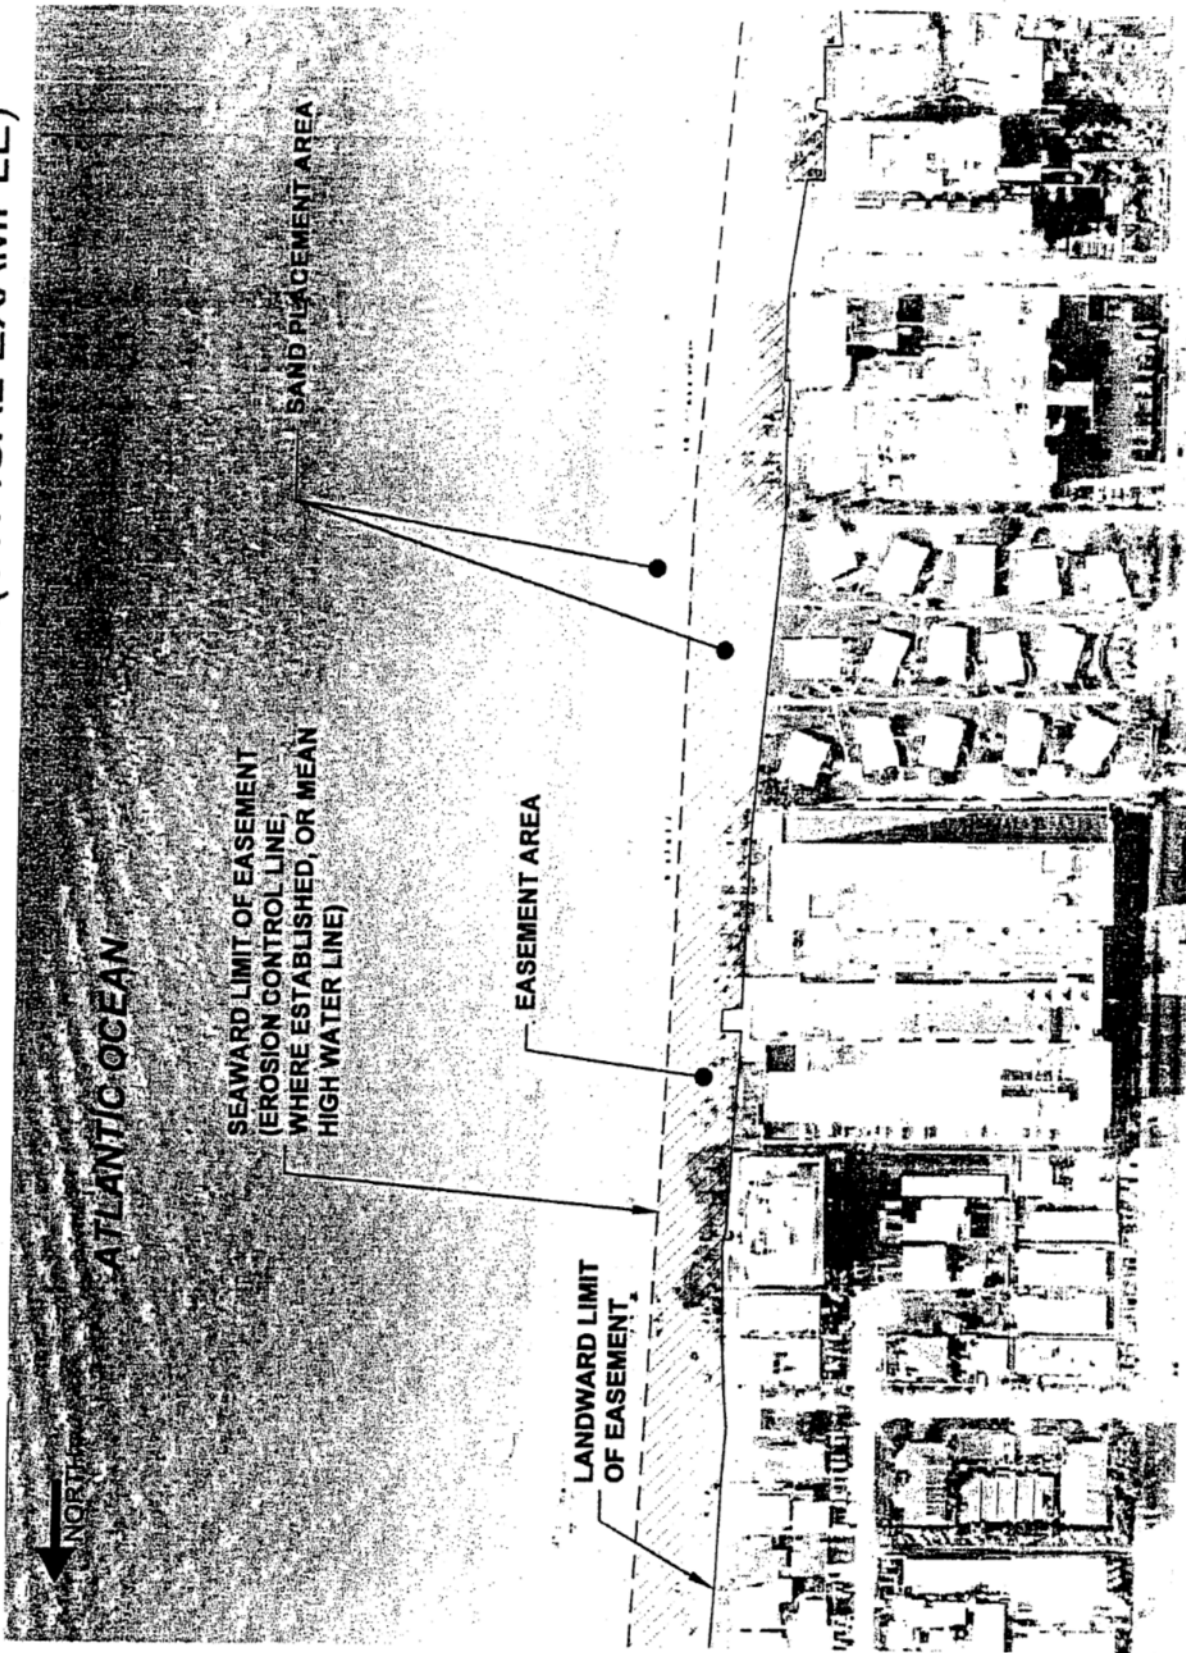 SAND PLACEMENT AREA
ATLANTIC OCEAN
SEAWARD LIMIT OF EASEMENT
(EROSION CONTROL LINE,
WHERE ESTABLISHED, OR MEAN
HIGH WATER LINE)
EASEMENT AREA
LANDWARD LIMIT
OF EASEMENT
NORTH